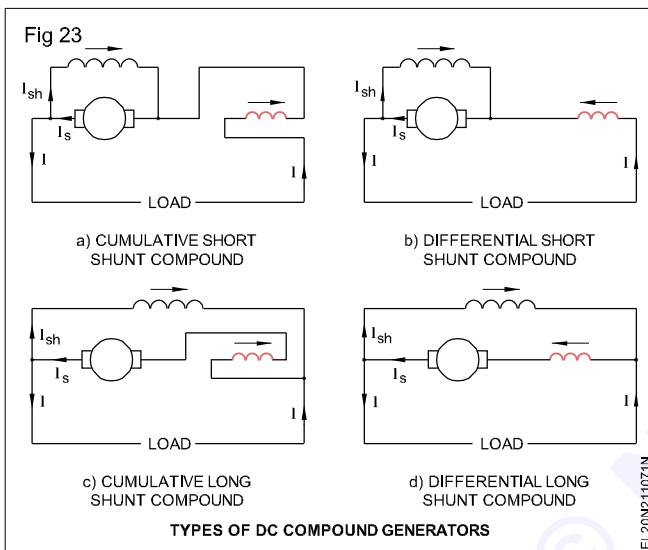 Fig 23
Ish
Is
I
I
LOAD
a) CUMULATIVE SHORT
SHUNT COMPOUND
Ish
Is
I
I
LOAD
b) DIFFERENTIAL SHORT
SHUNT COMPOUND
Ish
Is
I
I
LOAD
c) CUMULATIVE LONG
SHUNT COMPOUND
Ish
Is
I
I
LOAD
d) DIFFERENTIAL LONG
SHUNT COMPOUND
TYPES OF DC COMPOUND GENERATORS
EL20N211071N